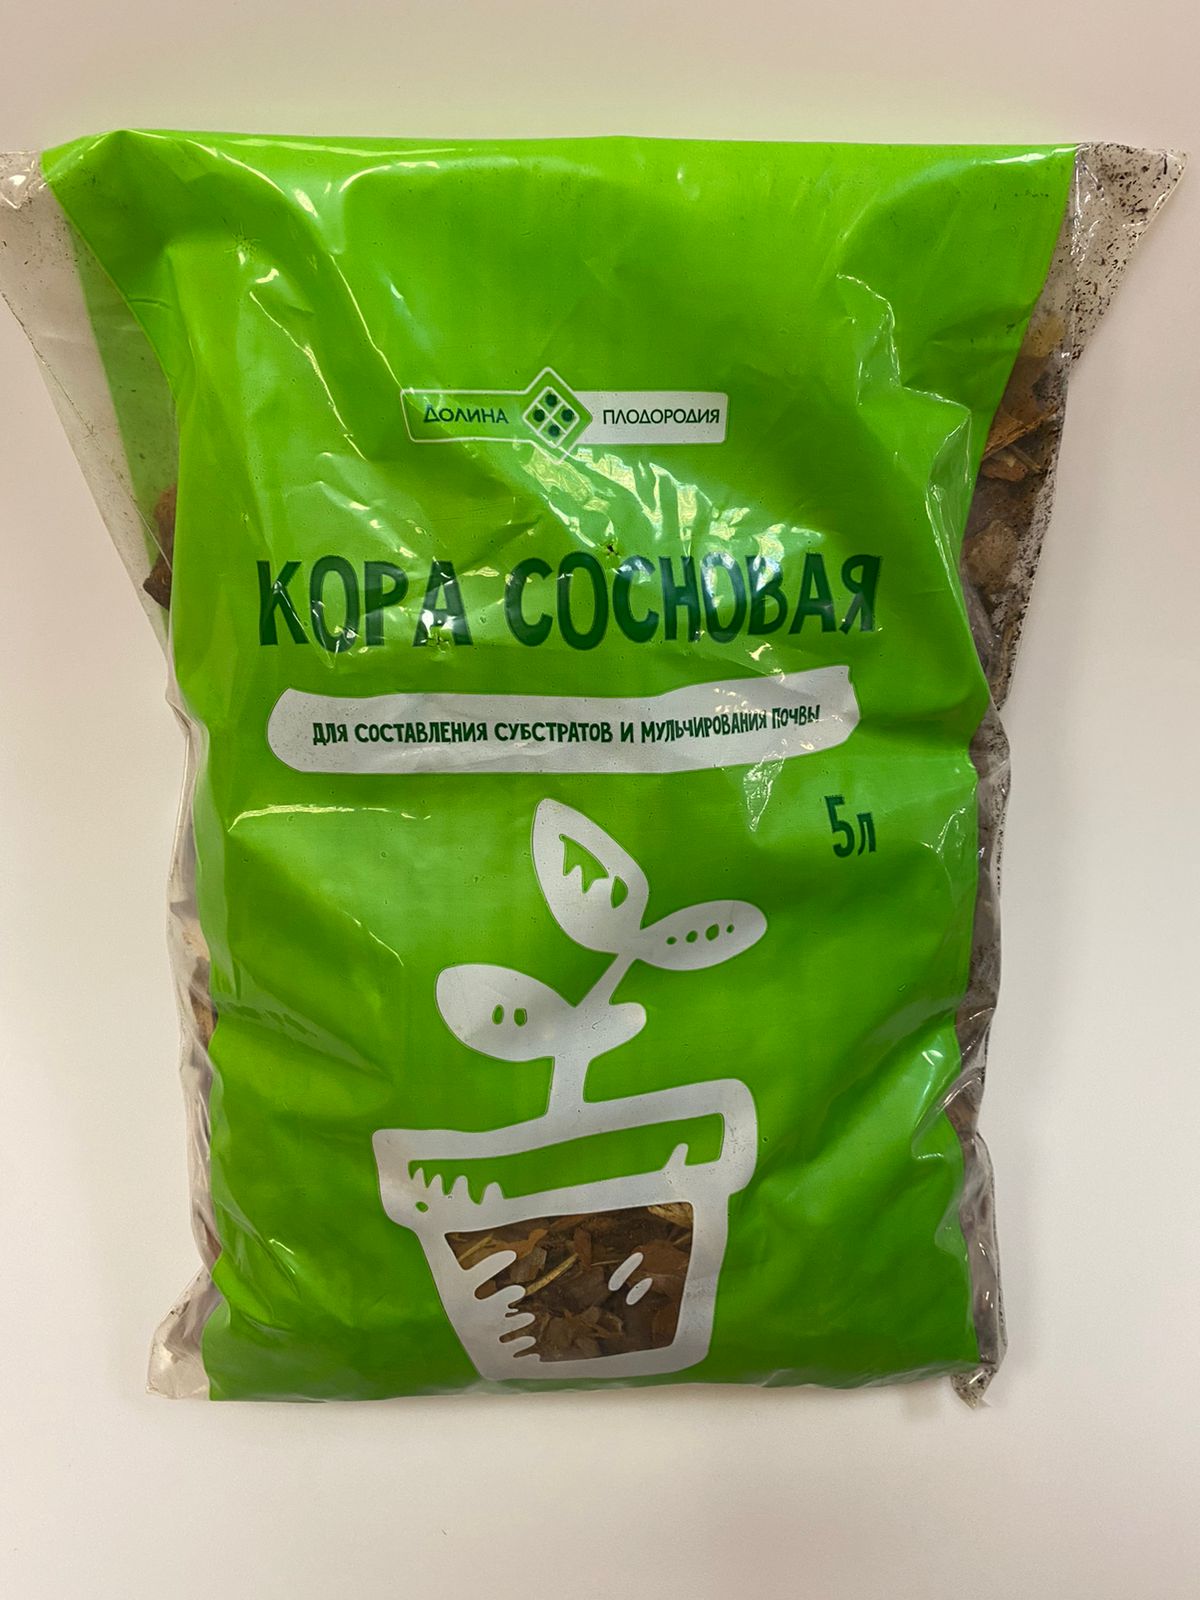 ДОЛИНА ПЛОДОРОДИЯ
КОРА СОСНОВАЯ
ДЛЯ СОСТАВЛЕНИЯ СУБСТРАТОВ И МУЛЬЧИРОВАНИЯ ПОЧВЫ
5л